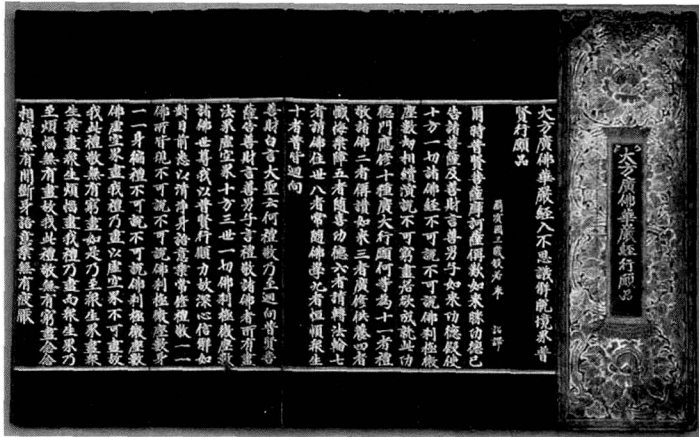 大方廣佛華嚴經行願品
大方廣佛華嚴經入不思議解脫境界普
賢行願品
罽賓國三藏般若奉 詔譯
爾時普賢菩薩摩訶薩稱歎如來勝功德已
告諸菩薩及善財言善男子如來功德假使
十方一切諸佛經不可說不可說佛剎極微
塵數劫相續演說不可窮盡若欲成就此功
德門應修十種廣大行願何等為十一者禮
敬諸佛二者稱讚如來三者廣修供養四者
懺悔業障五者隨喜功德六者請轉法輪七
者請佛住世八者常隨佛學九者恒順衆生
十者普皆迴向
善財白言大聖云何禮敬乃至迴向普賢菩
薩告善財言善男子言禮敬諸佛者所有盡
法界虛空界十方三世一切佛剎極微塵數
諸佛世尊我以普賢行願力故深心信解如
對目前悉以清淨身語意業常修禮敬一一
佛所皆現不可說不可說佛剎極微塵數身
一一身徧禮不可說不可說佛剎極微塵數
佛虛空界盡我禮乃盡以虛空界不可盡故
我此禮敬無有窮盡如是乃至衆生界盡衆
生業盡衆生煩惱盡我禮乃盡而衆生界乃
至煩惱無有盡故我此禮敬無有窮盡念念
相續無有間斷身語意業無有疲厭